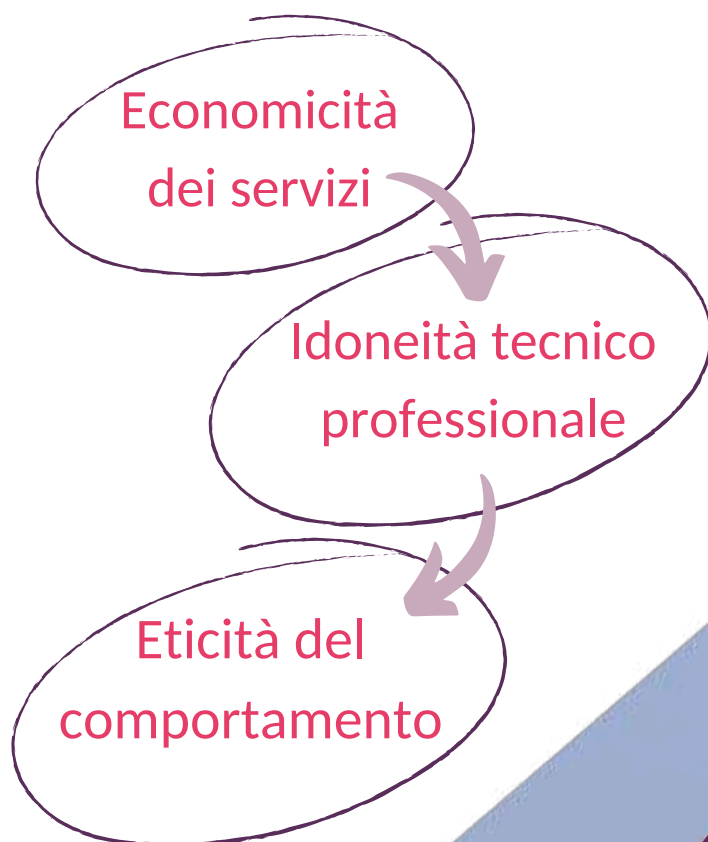 Economicità
dei servizi
Idoneità tecnico
professionale
Eticità del
comportamento